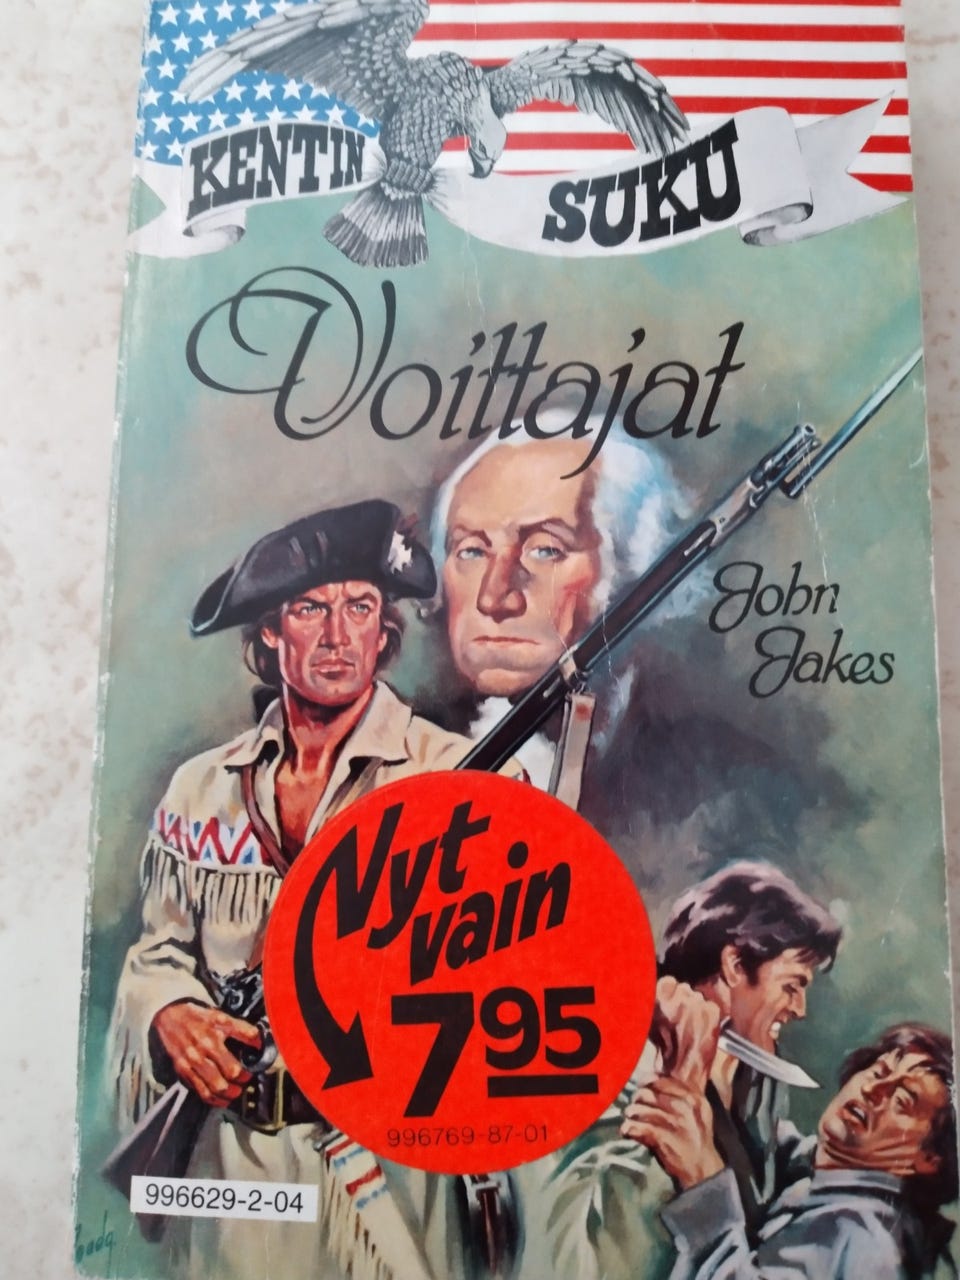 KENTIN SUKU
Voittajat
John
Jakes
Nyt
vain
7 95
996769-87-01
996629-2-04